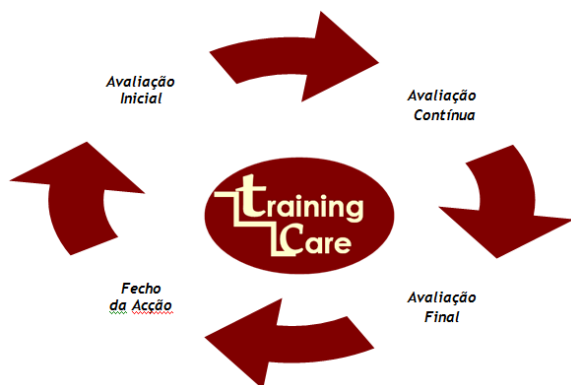 Avaliação
Inicial
Avaliação
Contínua
training
Care
Fecho
da Acção
Avaliação
Final